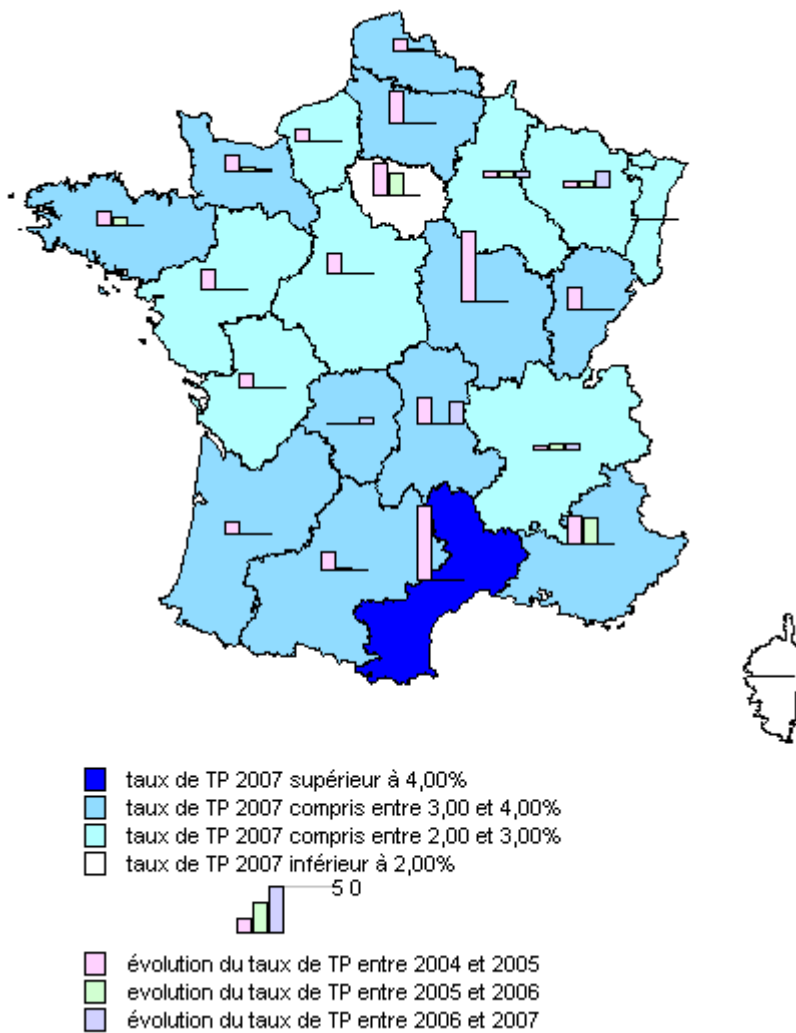 taux de TP 2007 supérieur à 4,00%
taux de TP 2007 compris entre 3,00 et 4,00%
taux de TP 2007 compris entre 2,00 et 3,00%
taux de TP 2007 inférieur à 2,00%
5 0
évolution du taux de TP entre 2004 et 2005
evolution du taux de TP entre 2005 et 2006
évolution du taux de TP entre 2006 et 2007